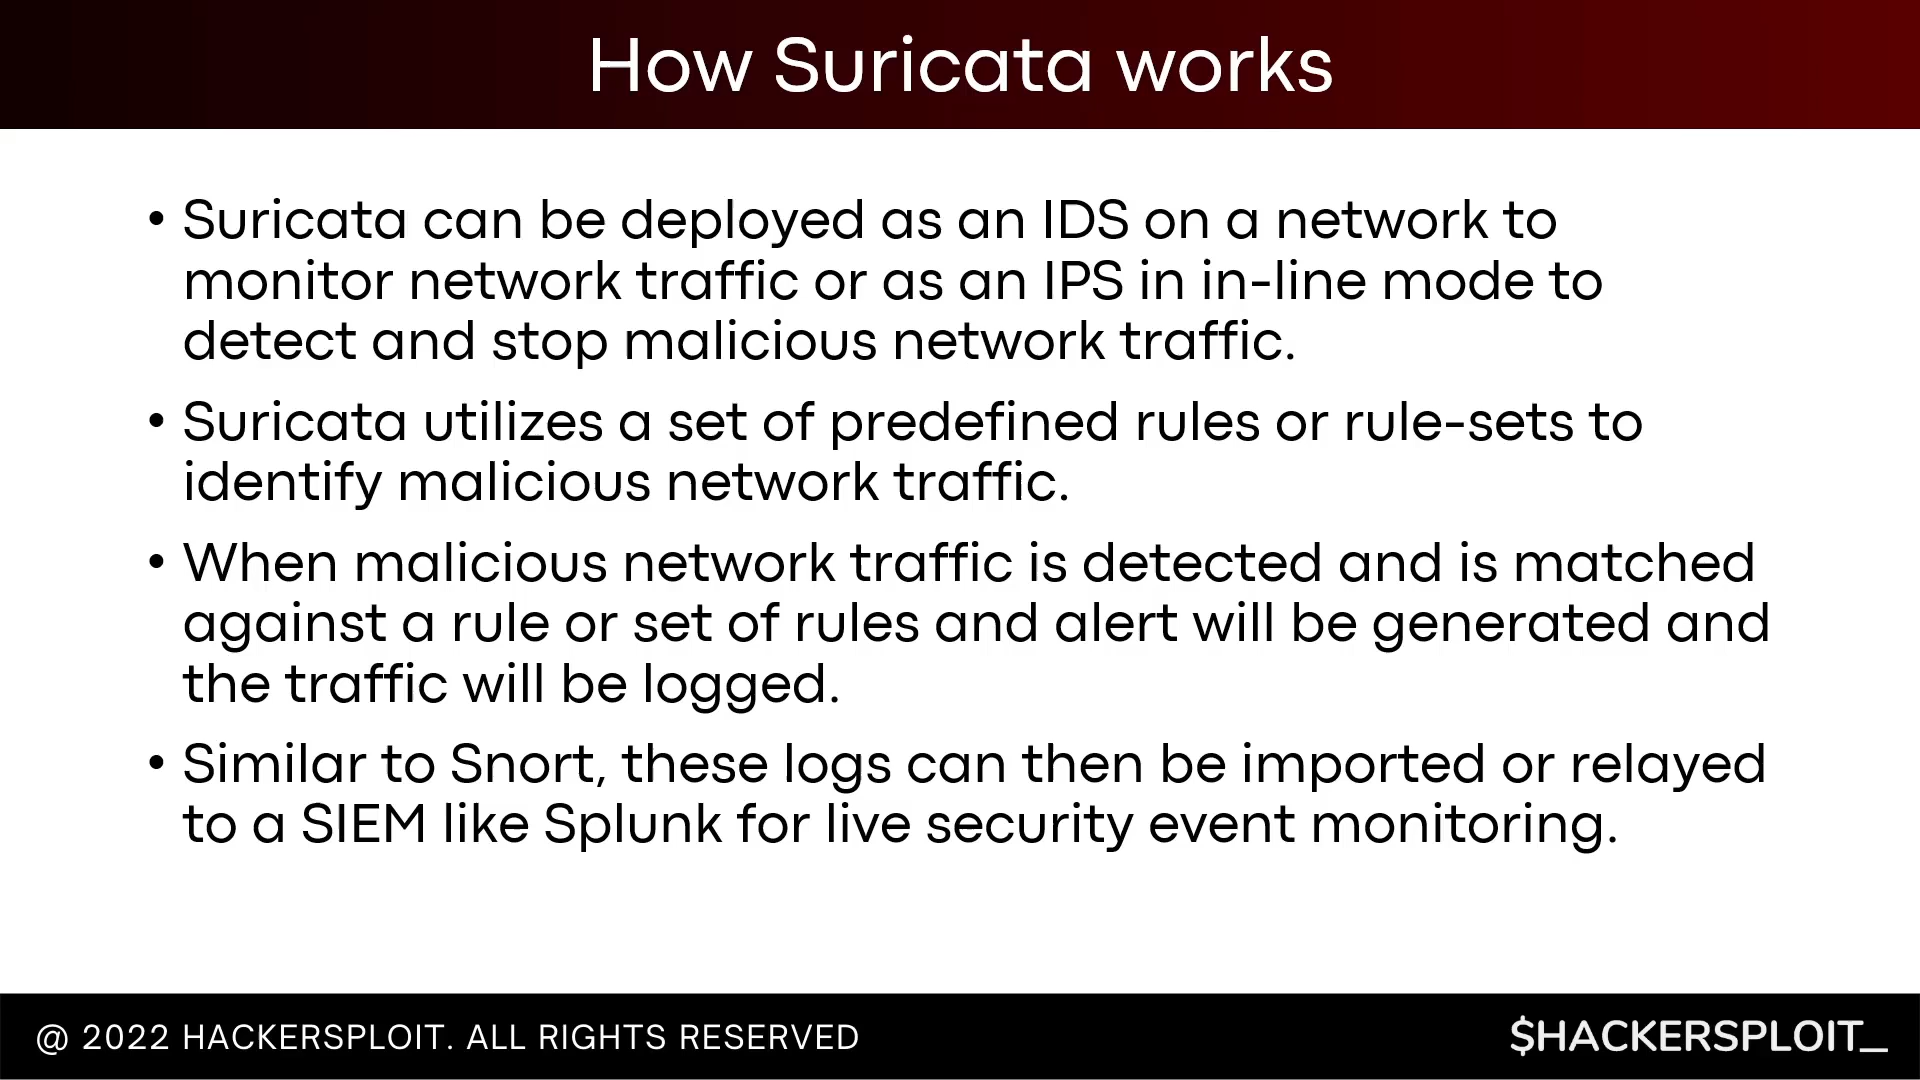 How Suricata works
• Suricata can be deployed as an IDS on a network to
monitor network traffic or as an IPS in in-line mode to
detect and stop malicious network traffic.
• Suricata utilizes a set of predefined rules or rule-sets to
identify malicious network traffic.
• When malicious network traffic is detected and is matched
against a rule or set of rules and alert will be generated and
the traffic will be logged.
• Similar to Snort, these logs can then be imported or relayed
to a SIEM like Splunk for live security event monitoring.
@ 2022 HACKERSPLOIT. ALL RIGHTS RESERVED
$HACKERSPLOIT_